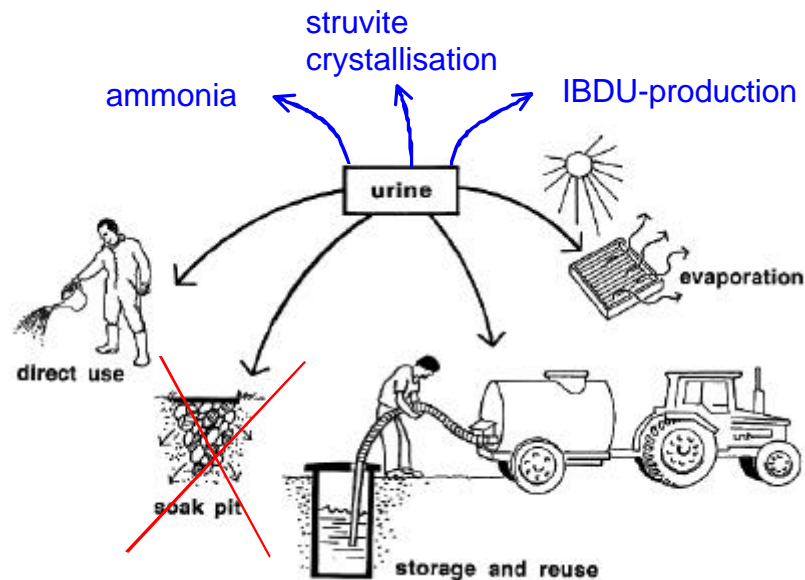 struvite
crystallisation
ammonia
IBDU-production
urine
evaporation
direct use
soak pit
storage and reuse